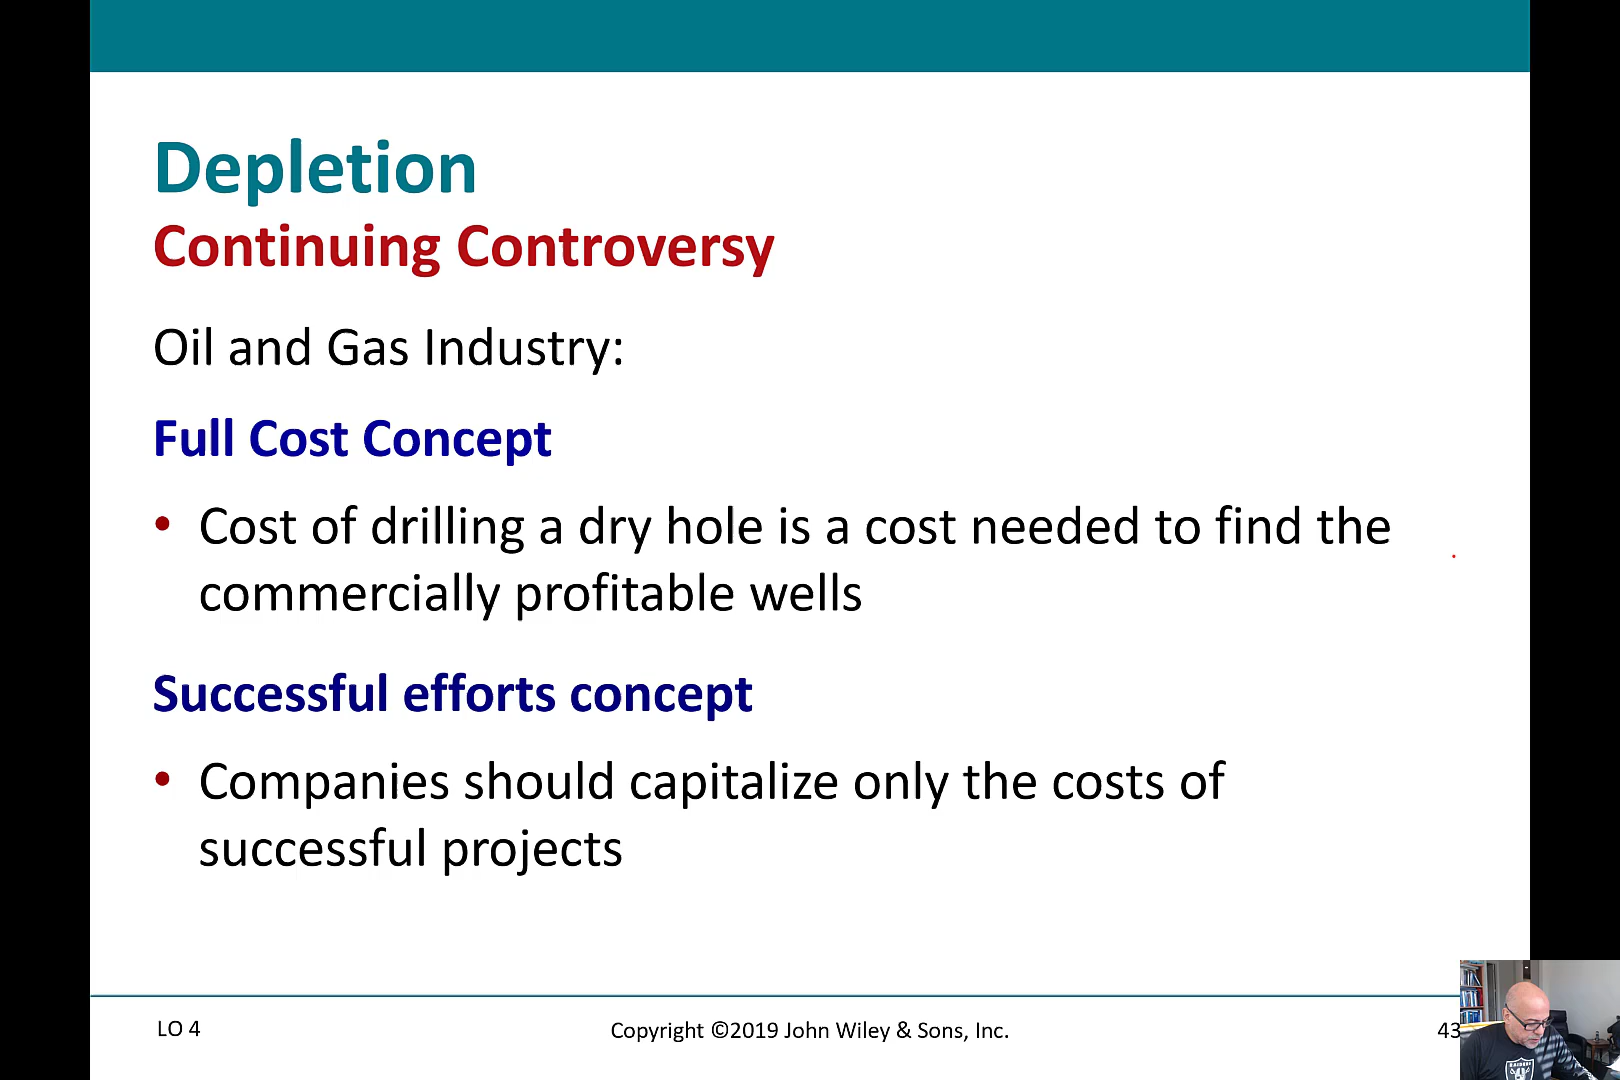 Depletion
Continuing Controversy
Oil and Gas Industry:
Full Cost Concept
• Cost of drilling a dry hole is a cost needed to find the
commercially profitable wells
Successful efforts concept
• Companies should capitalize only the costs of
successful projects
LO 4
Copyright ©2019 John Wiley & Sons, Inc.
43
RAIDERS